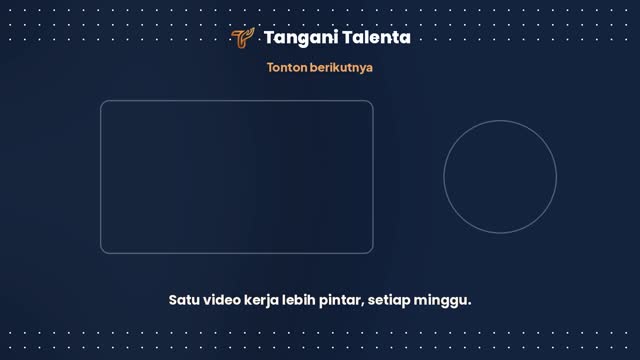 Tangani Talenta
Tonton berikutnya
Satu video kerja lebih pintar, setiap minggu.